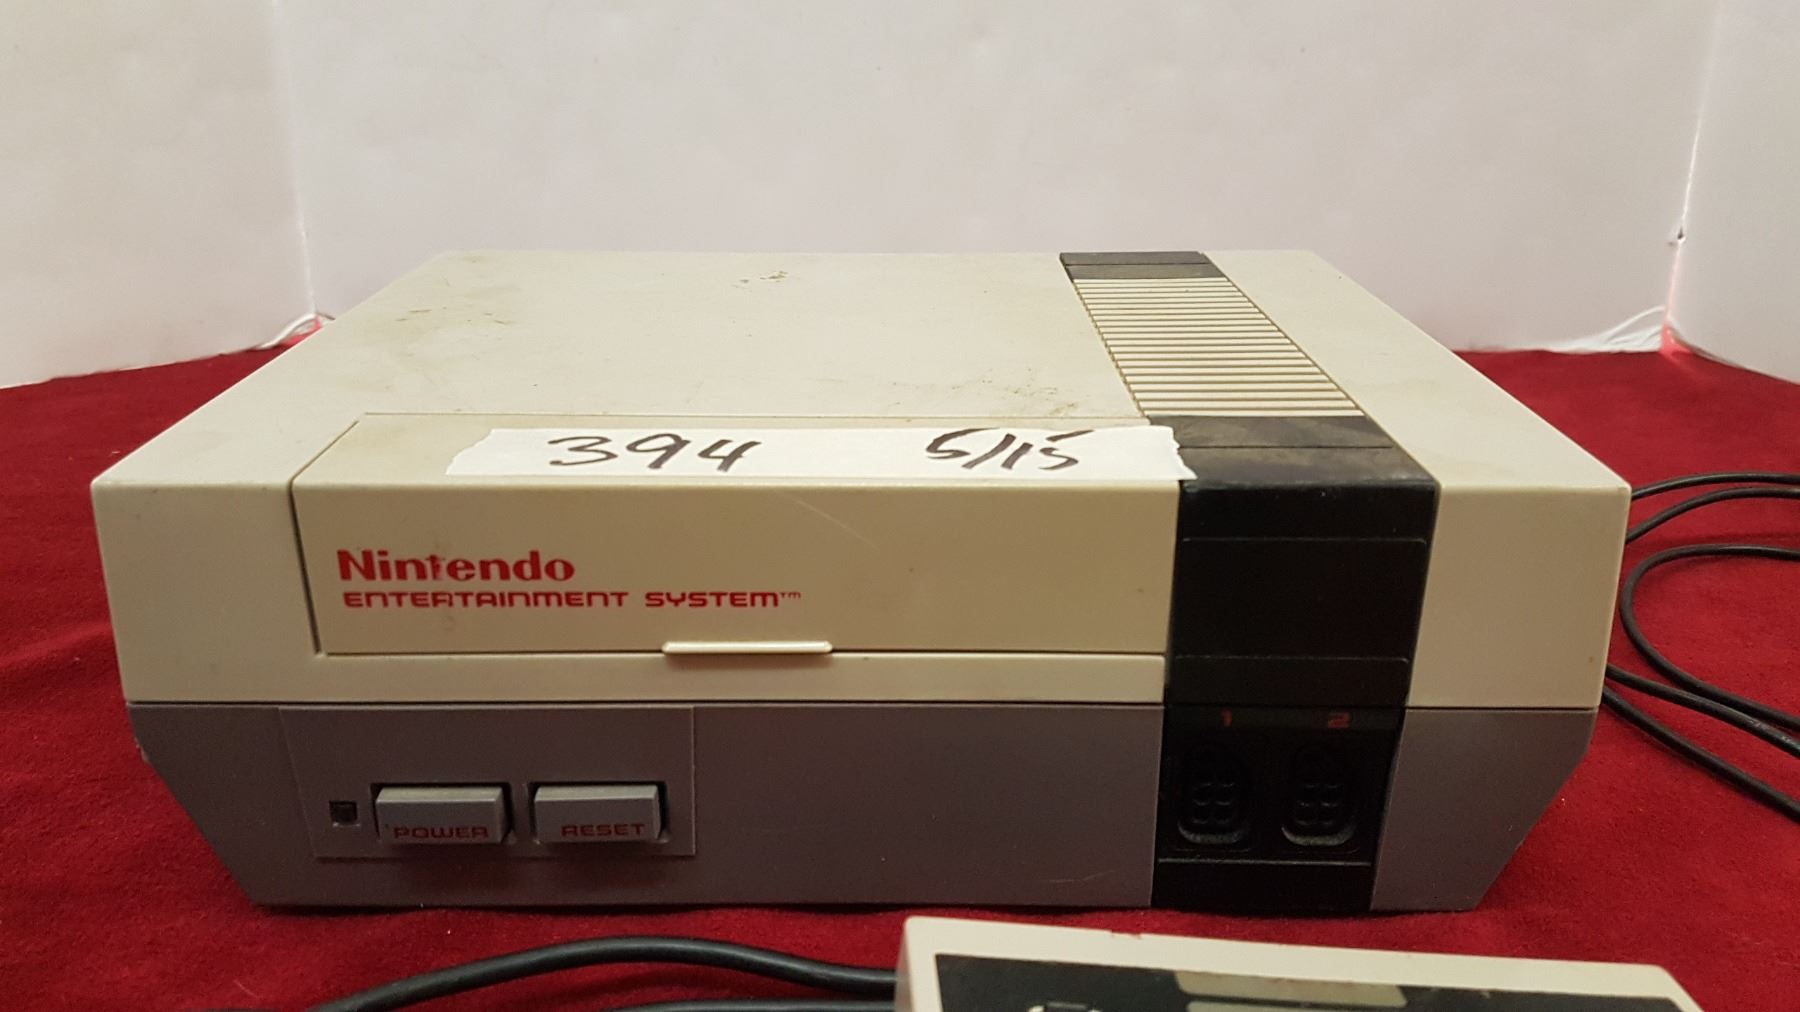 394 5/15
Nintendo
ENTERTAINMENT SYSTEM™
1 2
POWER RESET